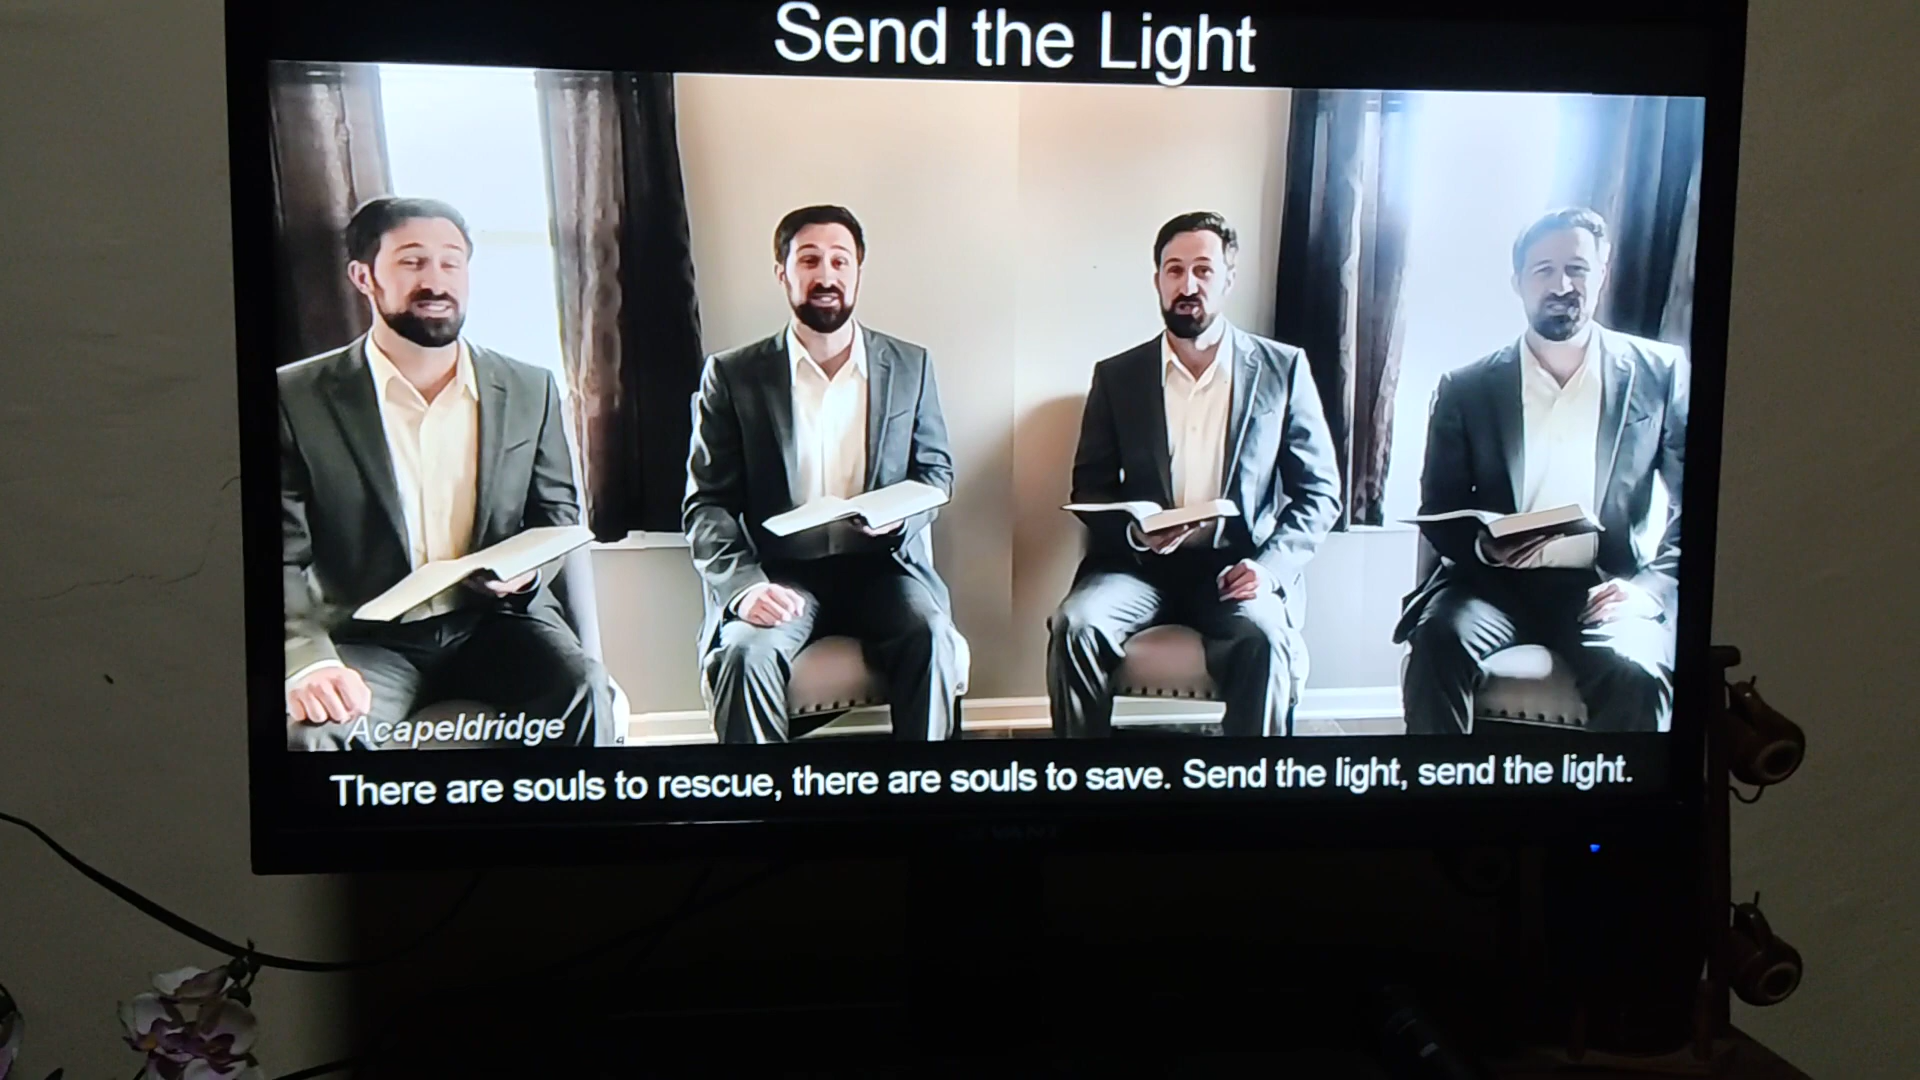 Send the Light
Acapeldridge
There are souls to rescue, there are souls to save. Send the light, send the light.